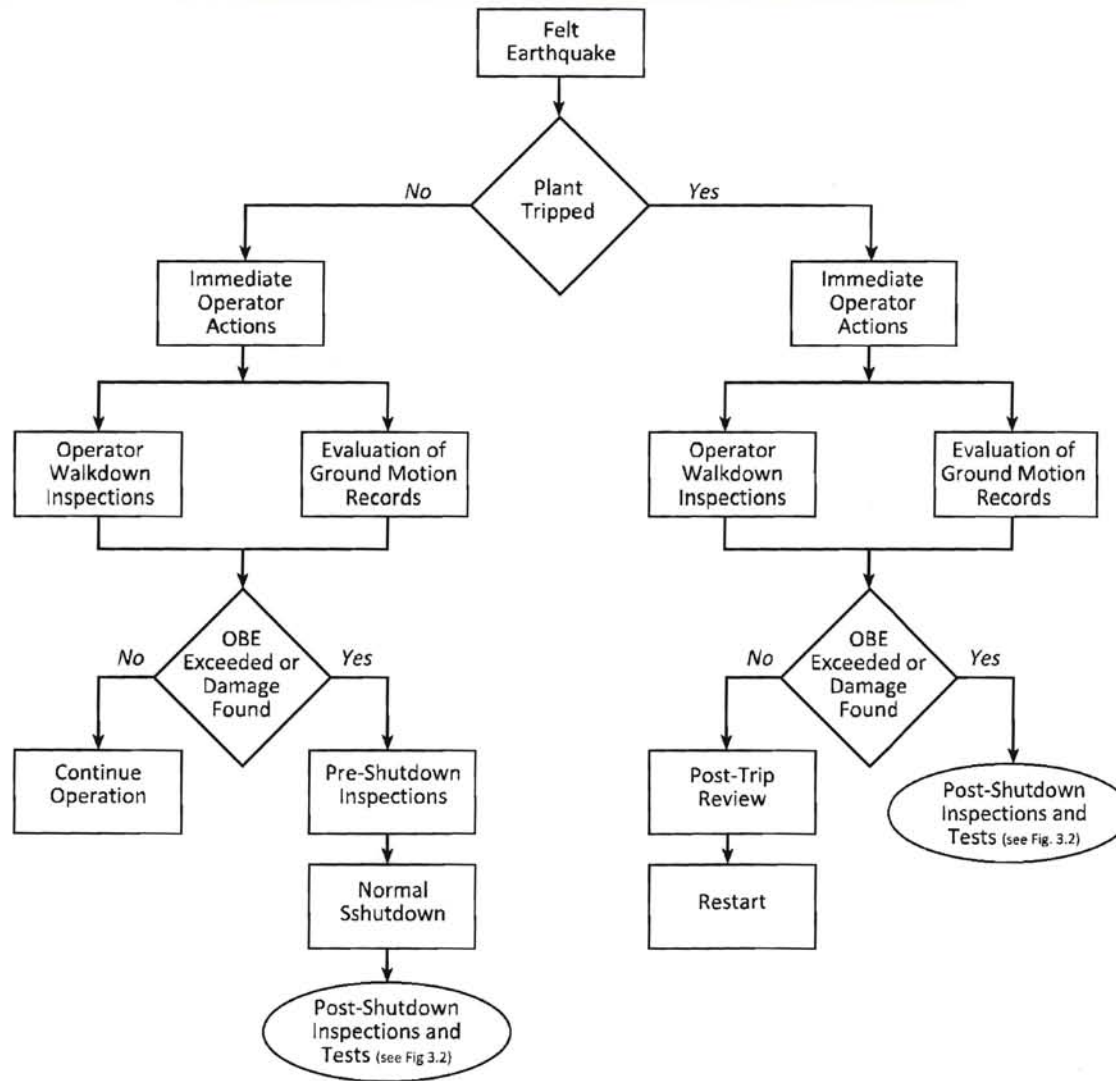 Felt
Earthquake
Plant
Tripped
No
Yes
Immediate
Operator
Actions
Immediate
Operator
Actions
Operator
Walkdown
Inspections
Evaluation of
Ground Motion
Records
Operator
Walkdown
Inspections
Evaluation of
Ground Motion
Records
OBE
Exceeded or
Damage
Found
No
Yes
OBE
Exceeded or
Damage
Found
No
Yes
Continue
Operation
Pre-Shutdown
Inspections
Post-Trip
Review
Post-Shutdown
Inspections and
Tests (see Fig. 3.2)
Normal
Sshutdown
Restart
Post-Shutdown
Inspections and
Tests (see Fig 3.2)